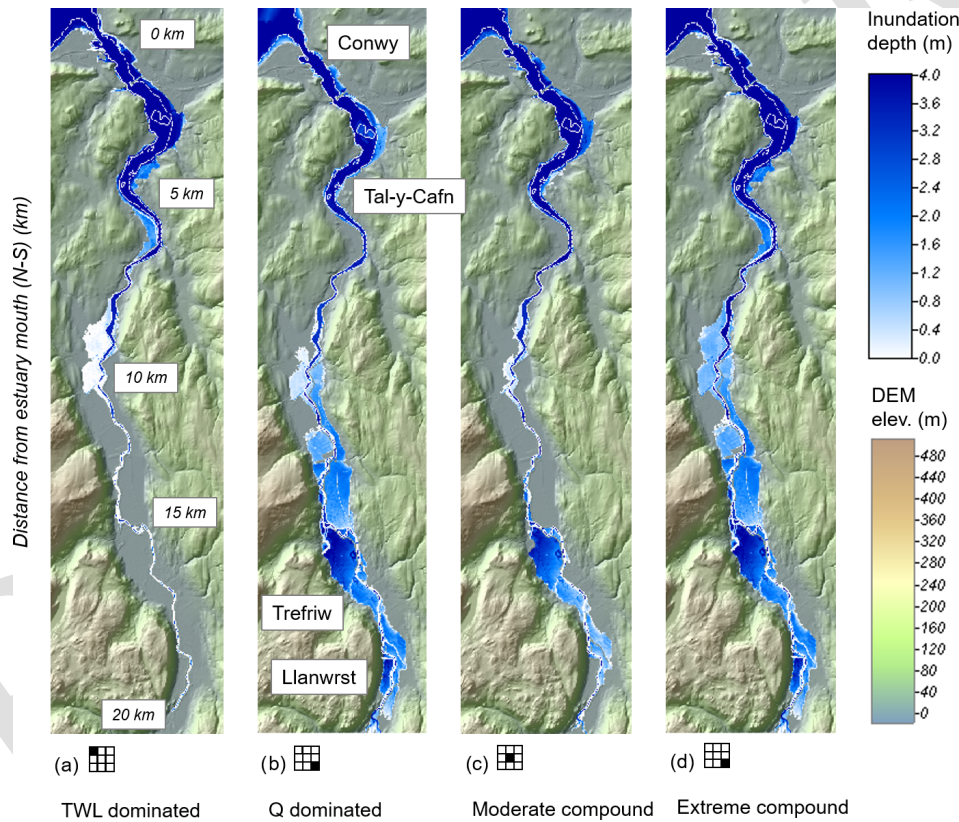 Inundation
depth (m)
4.0
3.6
3.2
2.8
2.4
2.0
1.6
1.2
0.8
0.4
0.0
DEM
elev. (m)
480
440
400
360
320
280
240
200
160
120
80
40
-0
Distance from estuary mouth (N-S) (km)
0 km
5 km
10 km
15 km
20 km
Conwy
Tal-y-Cafn
Trefriw
Llanwrst
(a)
(b)
(c)
(d)
TWL dominated
Q dominated
Moderate compound
Extreme compound